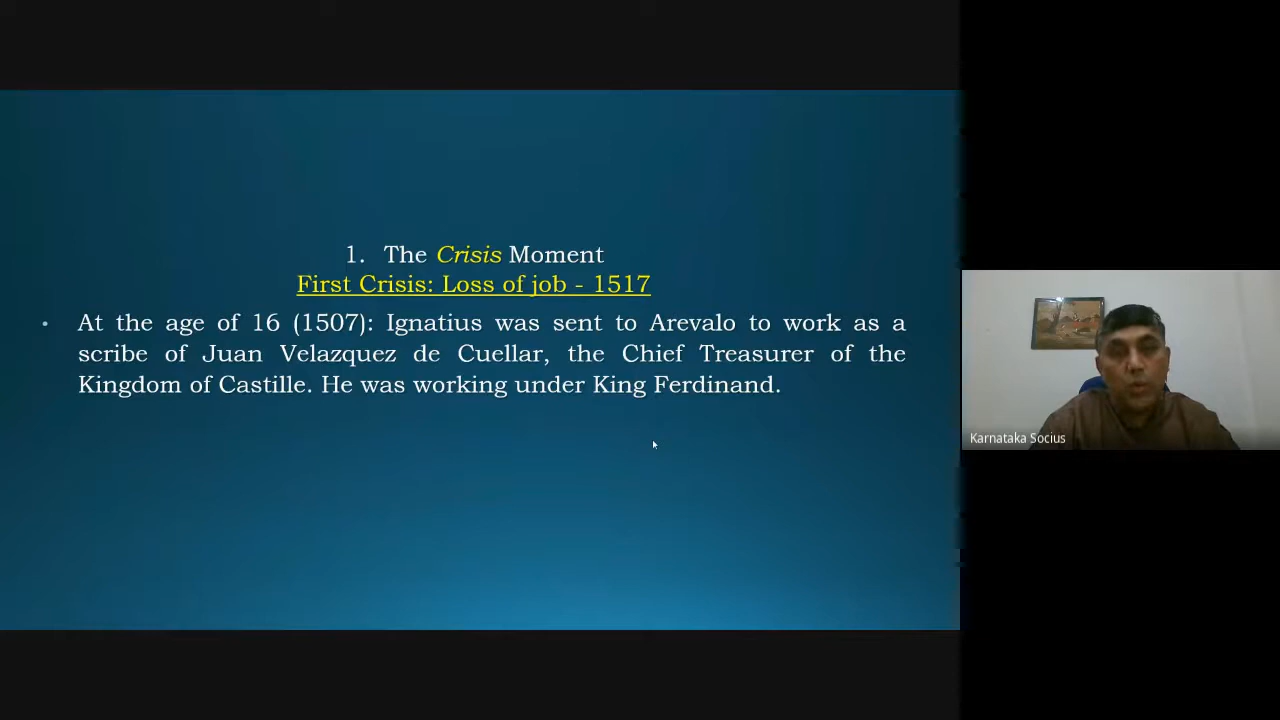 1. The Crisis Moment
First Crisis: Loss of job - 1517
• At the age of 16 (1507): Ignatius was sent to Arevalo to work as a
scribe of Juan Velazquez de Cuellar, the Chief Treasurer of the
Kingdom of Castille. He was working under King Ferdinand.
Karnataka Socius